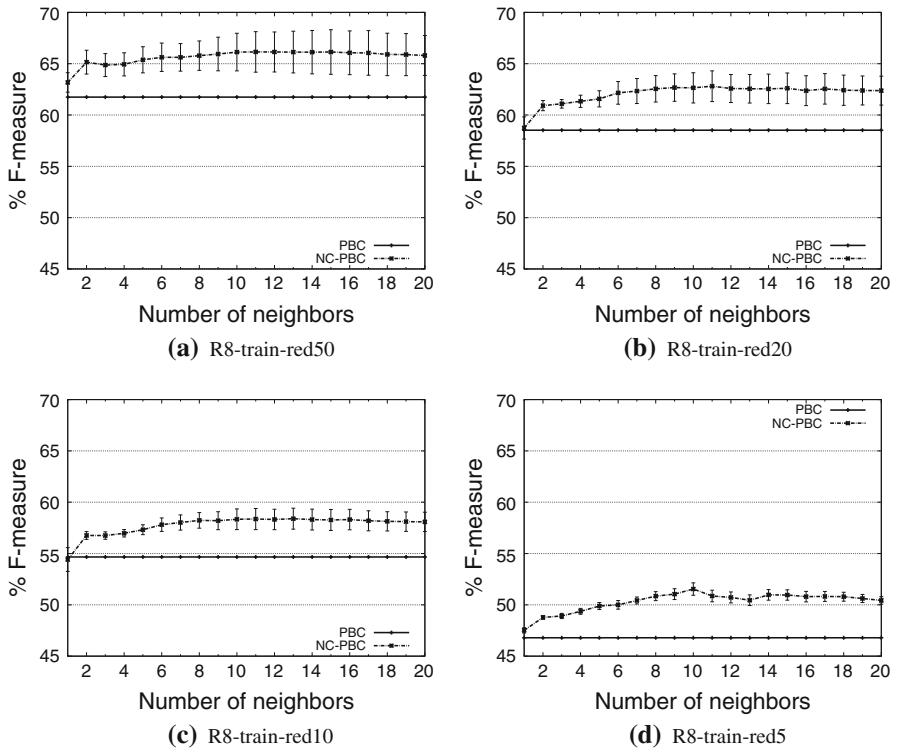 70
65
60
55
50
45
% F-measure
PBC
NC-PBC
2 4 6 8 10 12 14 16 18 20
Number of neighbors
(a) R8-train-red50
70
65
60
55
50
45
% F-measure
PBC
NC-PBC
2 4 6 8 10 12 14 16 18 20
Number of neighbors
(b) R8-train-red20
70
65
60
55
50
45
% F-measure
PBC
NC-PBC
2 4 6 8 10 12 14 16 18 20
Number of neighbors
(c) R8-train-red10
70
65
60
55
50
45
% F-measure
PBC
NC-PBC
2 4 6 8 10 12 14 16 18 20
Number of neighbors
(d) R8-train-red5